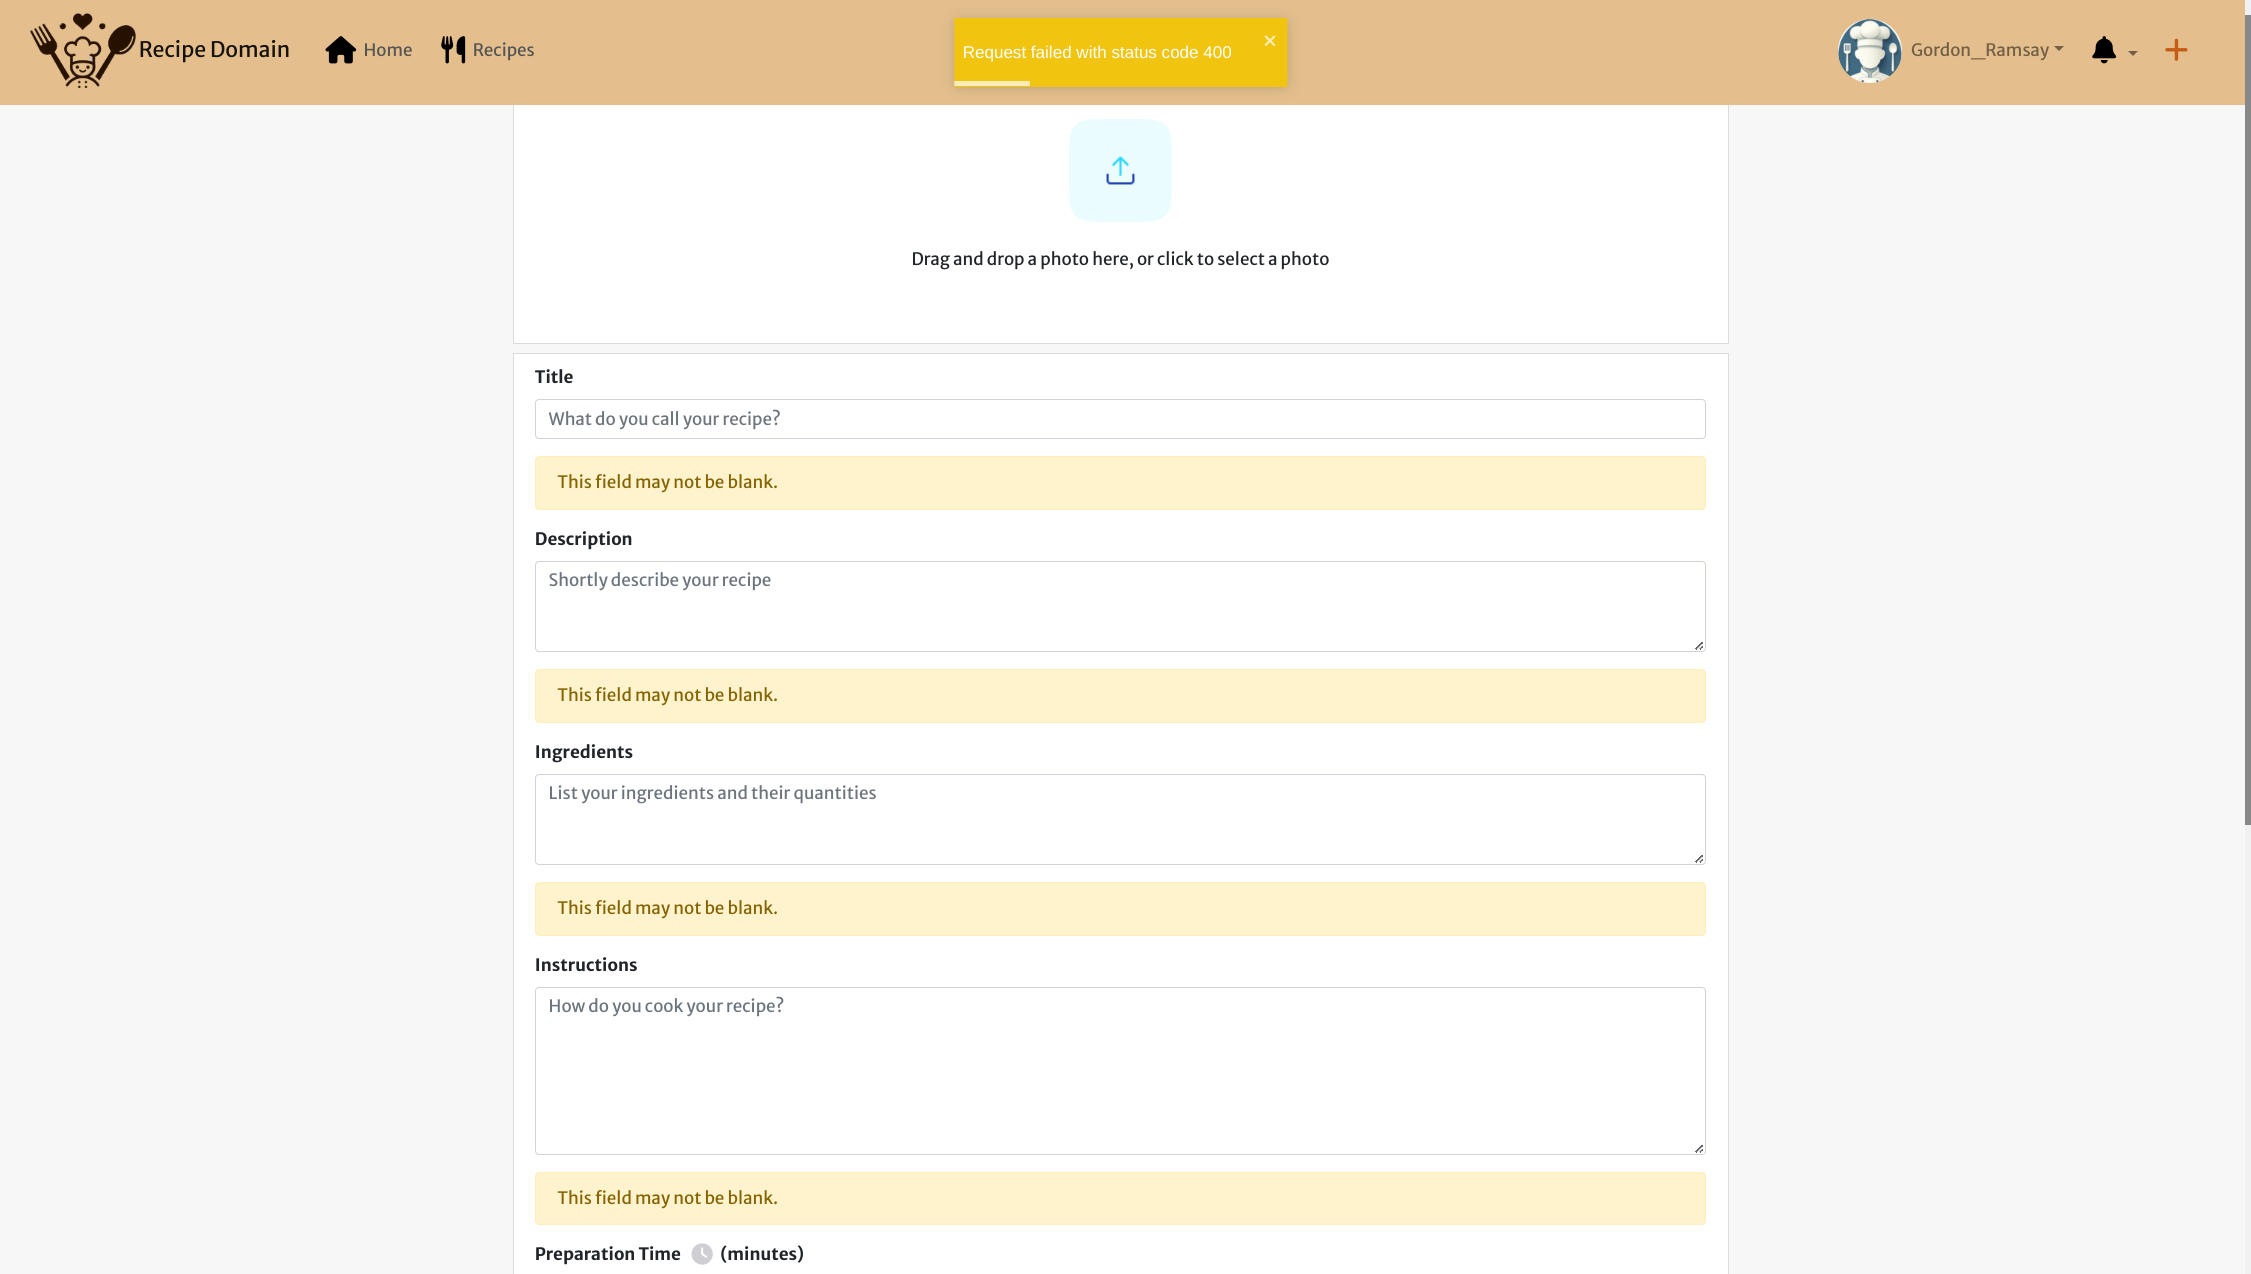 Recipe Domain
Home
Recipes
Request failed with status code 400
Gordon_Ramsay
Drag and drop a photo here, or click to select a photo
Title
What do you call your recipe?
This field may not be blank.
Description
Shortly describe your recipe
This field may not be blank.
Ingredients
List your ingredients and their quantities
This field may not be blank.
Instructions
How do you cook your recipe?
This field may not be blank.
Preparation Time (minutes)